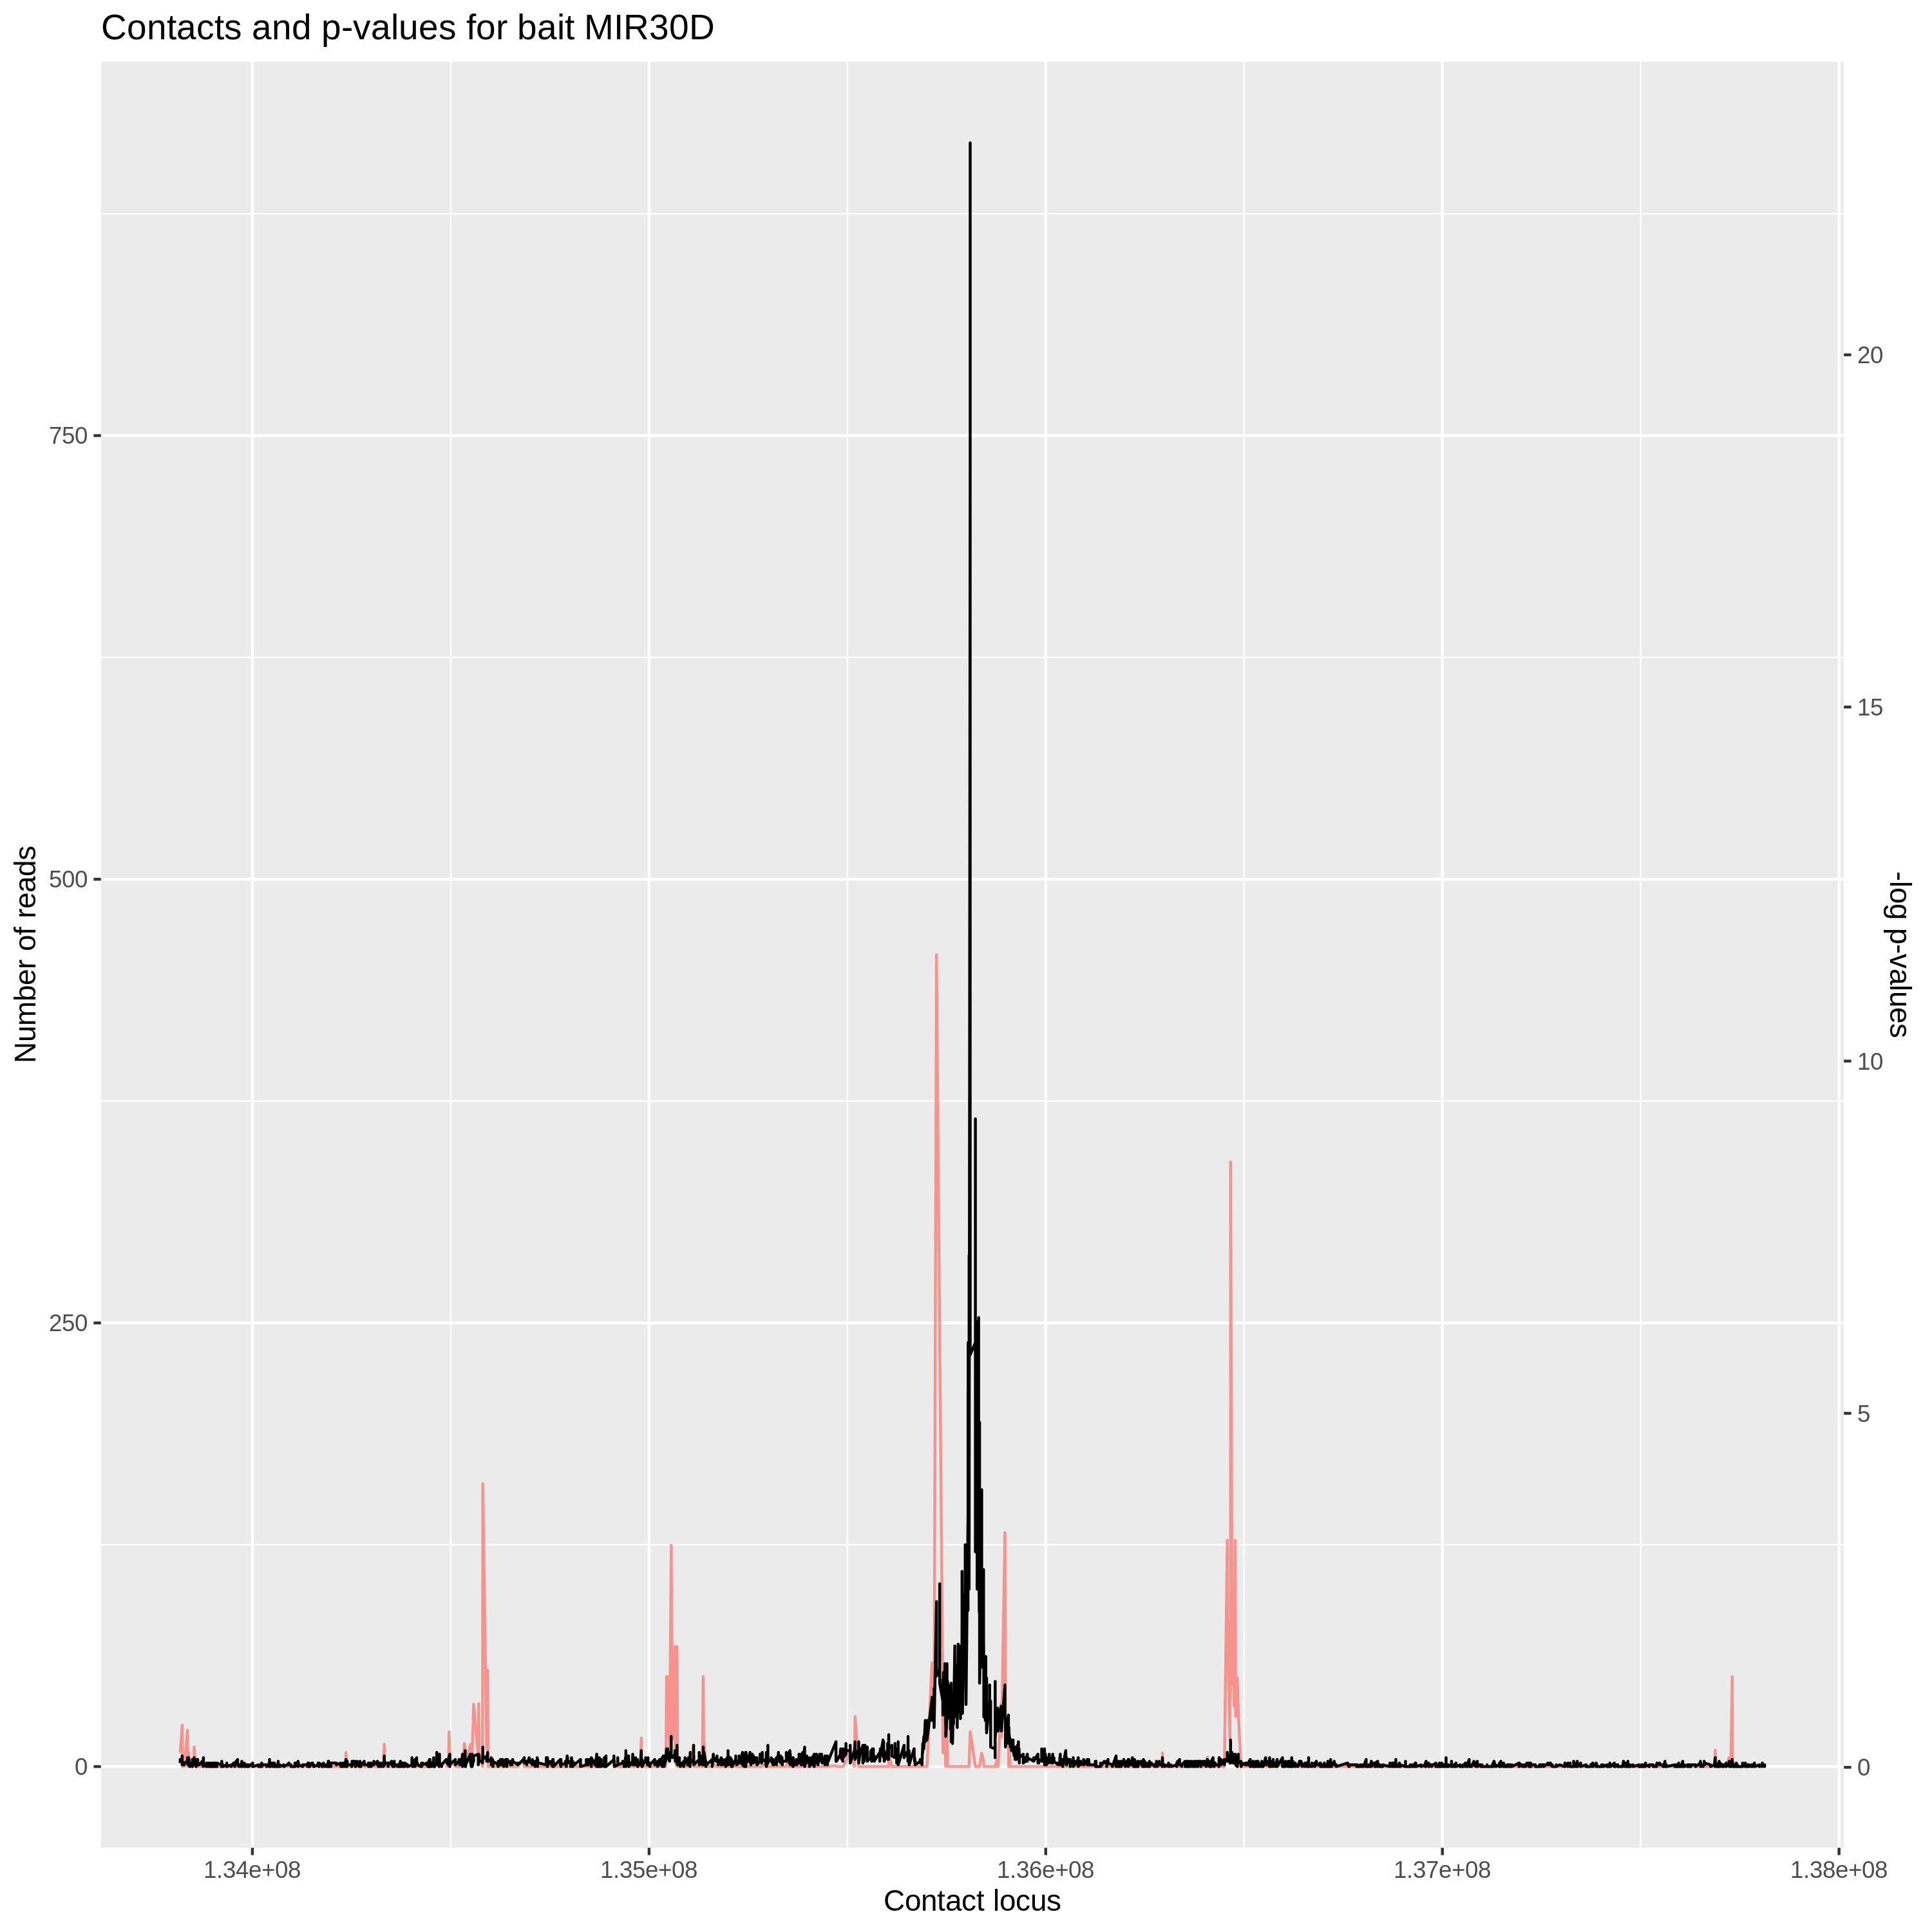 Contacts and p-values for bait MIR30D
750
500
250
0
Number of reads
20
15
10
5
0
-log p-values
1.34e+08
1.35e+08
1.36e+08
1.37e+08
1.38e+08
Contact locus